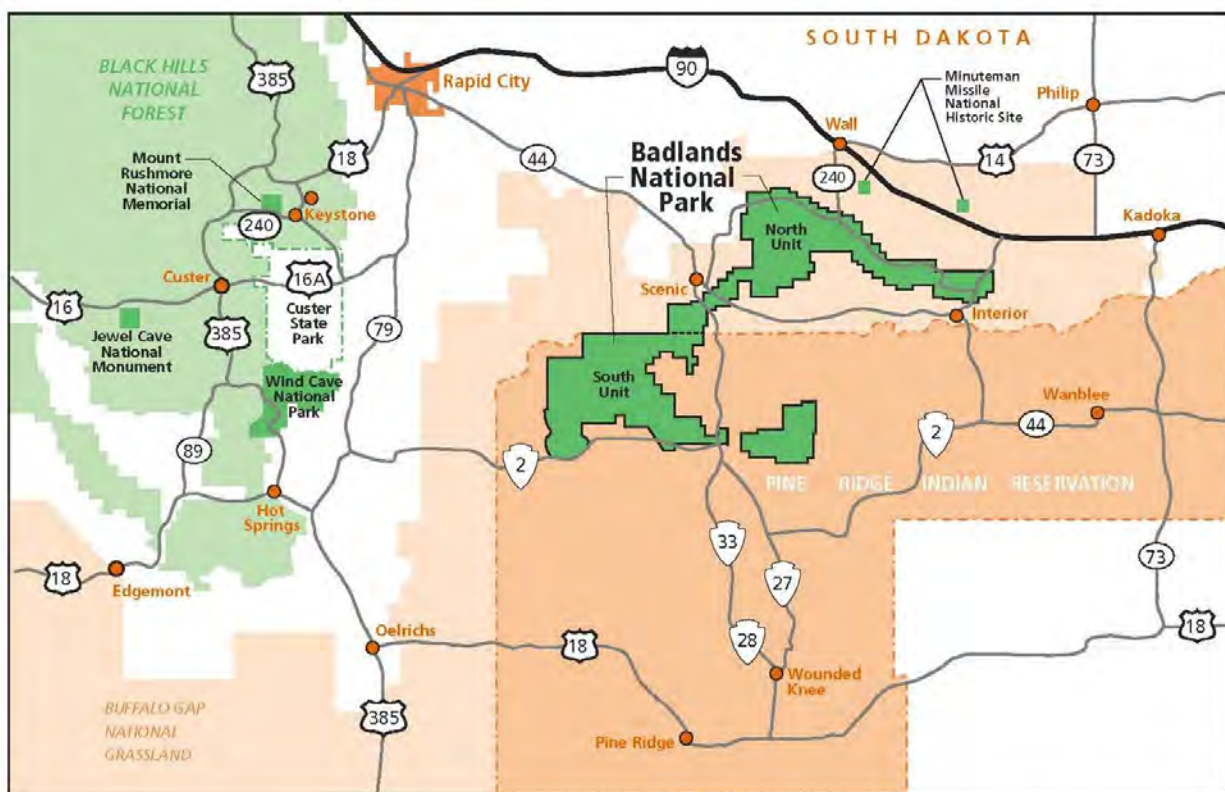 SOUTH DAKOTA
BLACK HILLS
NATIONAL
FOREST
385
Rapid City
90
Minuteman
Missile
National
Historic Site
Philip
Wall
18
44
14
73
Mount
Rushmore
National
Memorial
Badlands
National
Park
240
Keystone
240
North
Unit
Kadoka
Custer
16A
Custer
State
Park
Scenic
Interior
16
385
79
Jewel Cave
National
Monument
Wind Cave
National
Park
South
Unit
Wanblee
89
2
2
44
PINE RIDGE INDIAN RESERVATION
Hot
Springs
33
27
73
18
Edgemont
Oelrichs
18
28
18
Wounded
Knee
385
BUFFALO GAP
NATIONAL
GRASSLAND
Pine Ridge